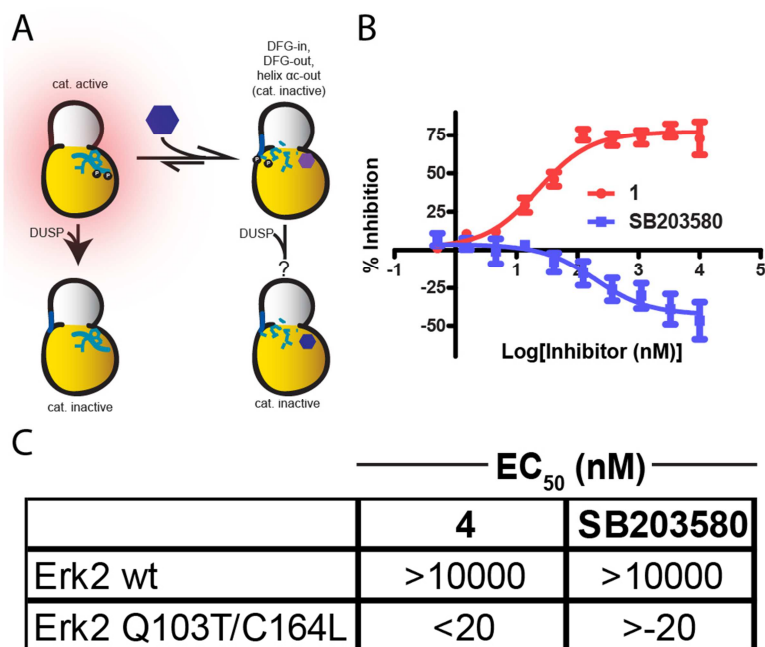 A
cat. active
DFG-in,
DFG-out,
helix αc-out
(cat. inactive)
P
P
P
P
DUSP
DUSP
?
cat. inactive
cat. inactive
B
% Inhibition
75
50
25
-25
-50
-1
1
2
3
4
5
1
SB203580
Log[Inhibitor (nM)]
C
EC50 (nM)
4 SB203580
Erk2 wt >10000 >10000
Erk2 Q103T/C164L <20 >-20